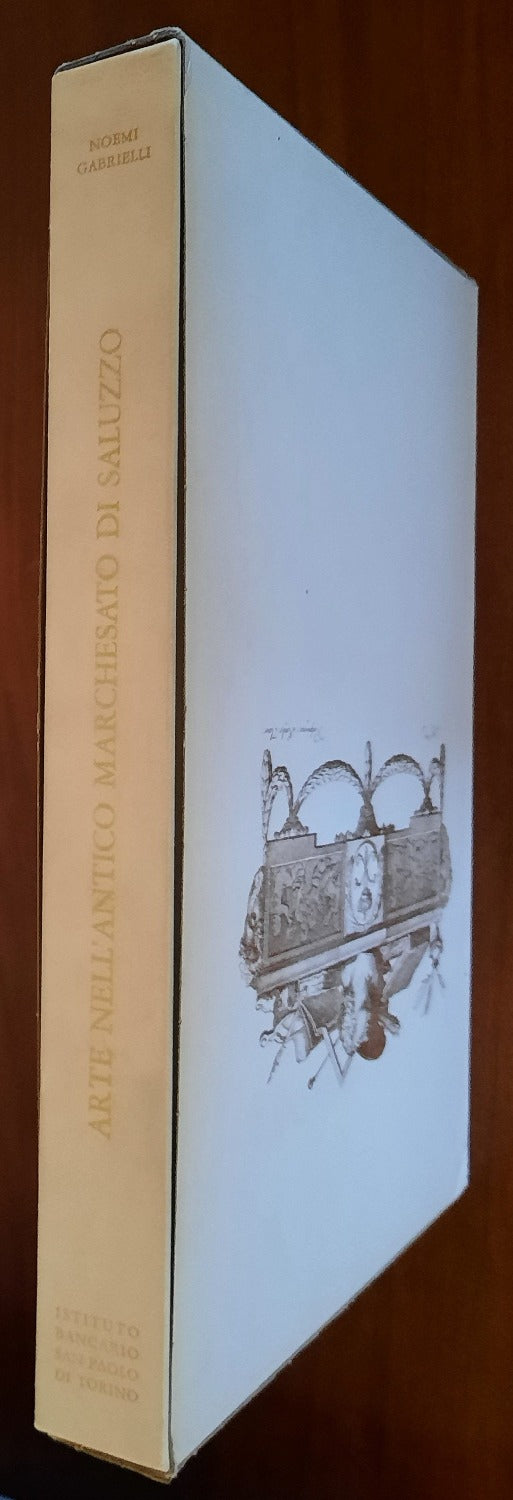 NOEMI
GABRIELLI
ARTE NELL'ANTICO MARCHESATO DI SALUZZO
ISTITUTO
BANCARIO
SAN PAOLO
DI TORINO